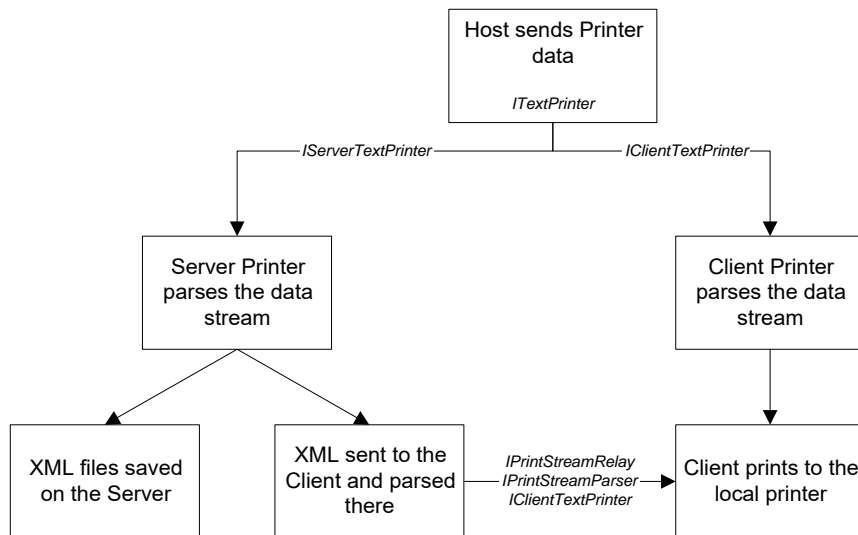 Host sends Printer
data
ITextPrinter
IServerTextPrinter
IClientTextPrinter
Server Printer
parses the data
stream
Client Printer
parses the data
stream
XML files saved
on the Server
XML sent to the
Client and parsed
there
IPrintStreamRelay
IPrintStreamParser
IClientTextPrinter
Client prints to the
local printer